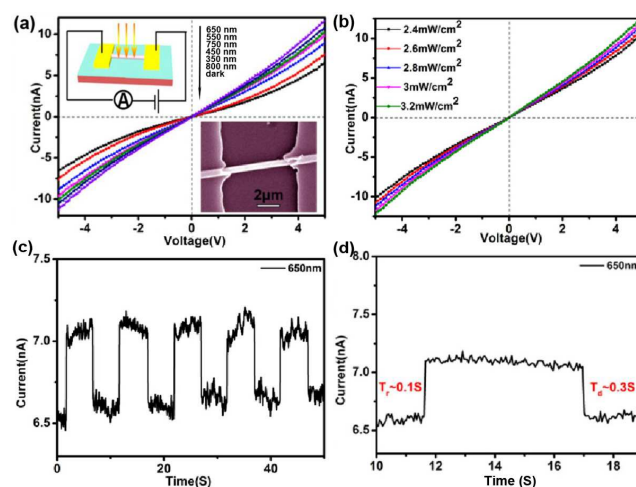 (a)
650 nm
550 nm
750 nm
450 nm
350 nm
800 nm
dark
A
2μm
Current(nA)
10
5
0
-5
-10
-4
-2
0
2
4
Voltage(V)
(b)
2.4mW/cm²
2.6mW/cm²
2.8mW/cm²
3mW/cm²
3.2mW/cm²
Current(nA)
10
5
0
-5
-10
-4
-2
0
2
4
Voltage(V)
(c)
650nm
Current(nA)
7.5
7.0
6.5
0
20
40
Time(S)
(d)
650nm
Current(nA)
8.0
7.5
7.0
6.5
Tr~0.1S
Td~0.3S
10
12
14
16
18
Time (S)